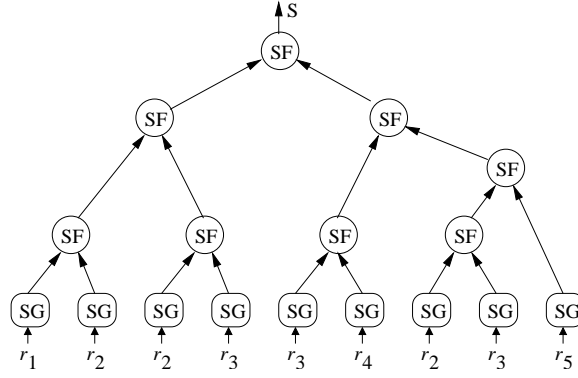 S
SF
SF SF
SF
SF SF SF SF
SG SG SG SG SG SG SG SG SG
r1 r2 r2 r3 r3 r4 r2 r3 r5